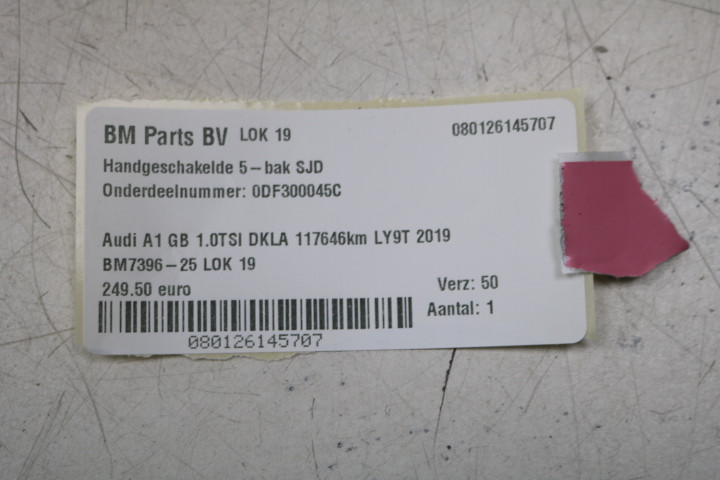 BM Parts BV LOK 19 080126145707
Handgeschakelde 5-bak SJD
Onderdeelnummer: 0DF300045C
Audi A1 GB 1.0TSI DKLA 117646km LY9T 2019
BM7396-25 LOK 19
249.50 euro Verz: 50
Aantal: 1
080126145707